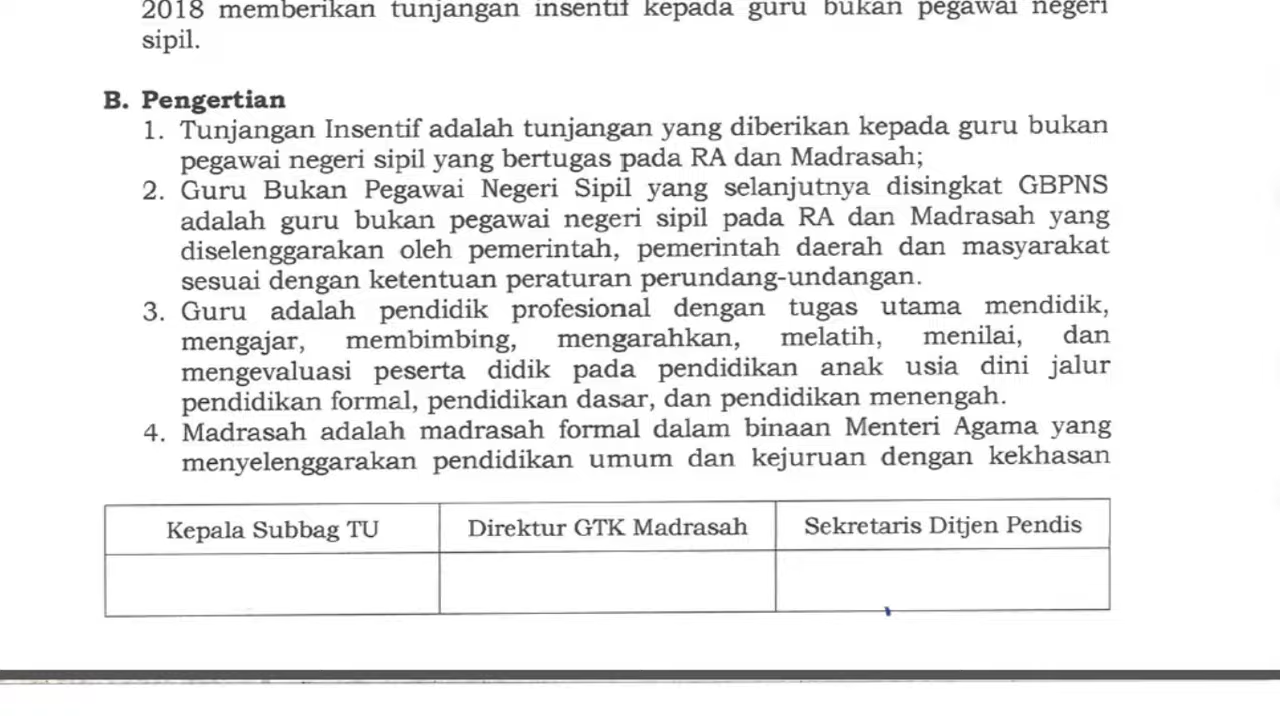 2018 memberikan tunjangan insentif kepada guru bukan pegawai negeri
sipil.
B. Pengertian
1. Tunjangan Insentif adalah tunjangan yang diberikan kepada guru bukan
pegawai negeri sipil yang bertugas pada RA dan Madrasah;
2. Guru Bukan Pegawai Negeri Sipil yang selanjutnya disingkat GBPNS
adalah guru bukan pegawai negeri sipil pada RA dan Madrasah yang
diselenggarakan oleh pemerintah, pemerintah daerah dan masyarakat
sesuai dengan ketentuan peraturan perundang-undangan.
3. Guru adalah pendidik profesional dengan tugas utama mendidik,
mengajar, membimbing, mengarahkan, melatih, menilai, dan
mengevaluasi peserta didik pada pendidikan anak usia dini jalur
pendidikan formal, pendidikan dasar, dan pendidikan menengah.
4. Madrasah adalah madrasah formal dalam binaan Menteri Agama yang
menyelenggarakan pendidikan umum dan kejuruan dengan kekhasan
Kepala Subbag TU
Direktur GTK Madrasah
Sekretaris Ditjen Pendis